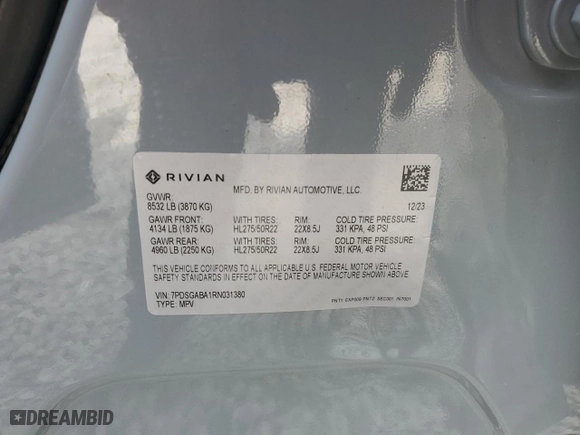 RIVIAN
MFD. BY RIVIAN AUTOMOTIVE, LLC.
GVWR:
8532 LB (3870 KG)
12/23
GAWR FRONT: WITH TIRES: RIM: COLD TIRE PRESSURE:
4134 LB (1875 KG) HL275/50R22 22X8.5J 331 KPA, 48 PSI
GAWR REAR: WITH TIRES: RIM: COLD TIRE PRESSURE:
4960 LB (2250 KG) HL275/50R22 22X8.5J 331 KPA, 48 PSI
THIS VEHICLE CONFORMS TO ALL APPLICABLE U.S. FEDERAL MOTOR VEHICLE
SAFETY STANDARDS IN EFFECT ON THE DATE OF MANUFACTURE SHOWN ABOVE
VIN: 7PDSGABA1RN031380
TYPE: MPV
DREAMBID